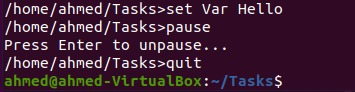 /home/ahmed/Tasks>set Var Hello
/home/ahmed/Tasks>pause
Press Enter to unpause...
/home/ahmed/Tasks>quit
ahmed@ahmed-VirtualBox:~/Tasks$